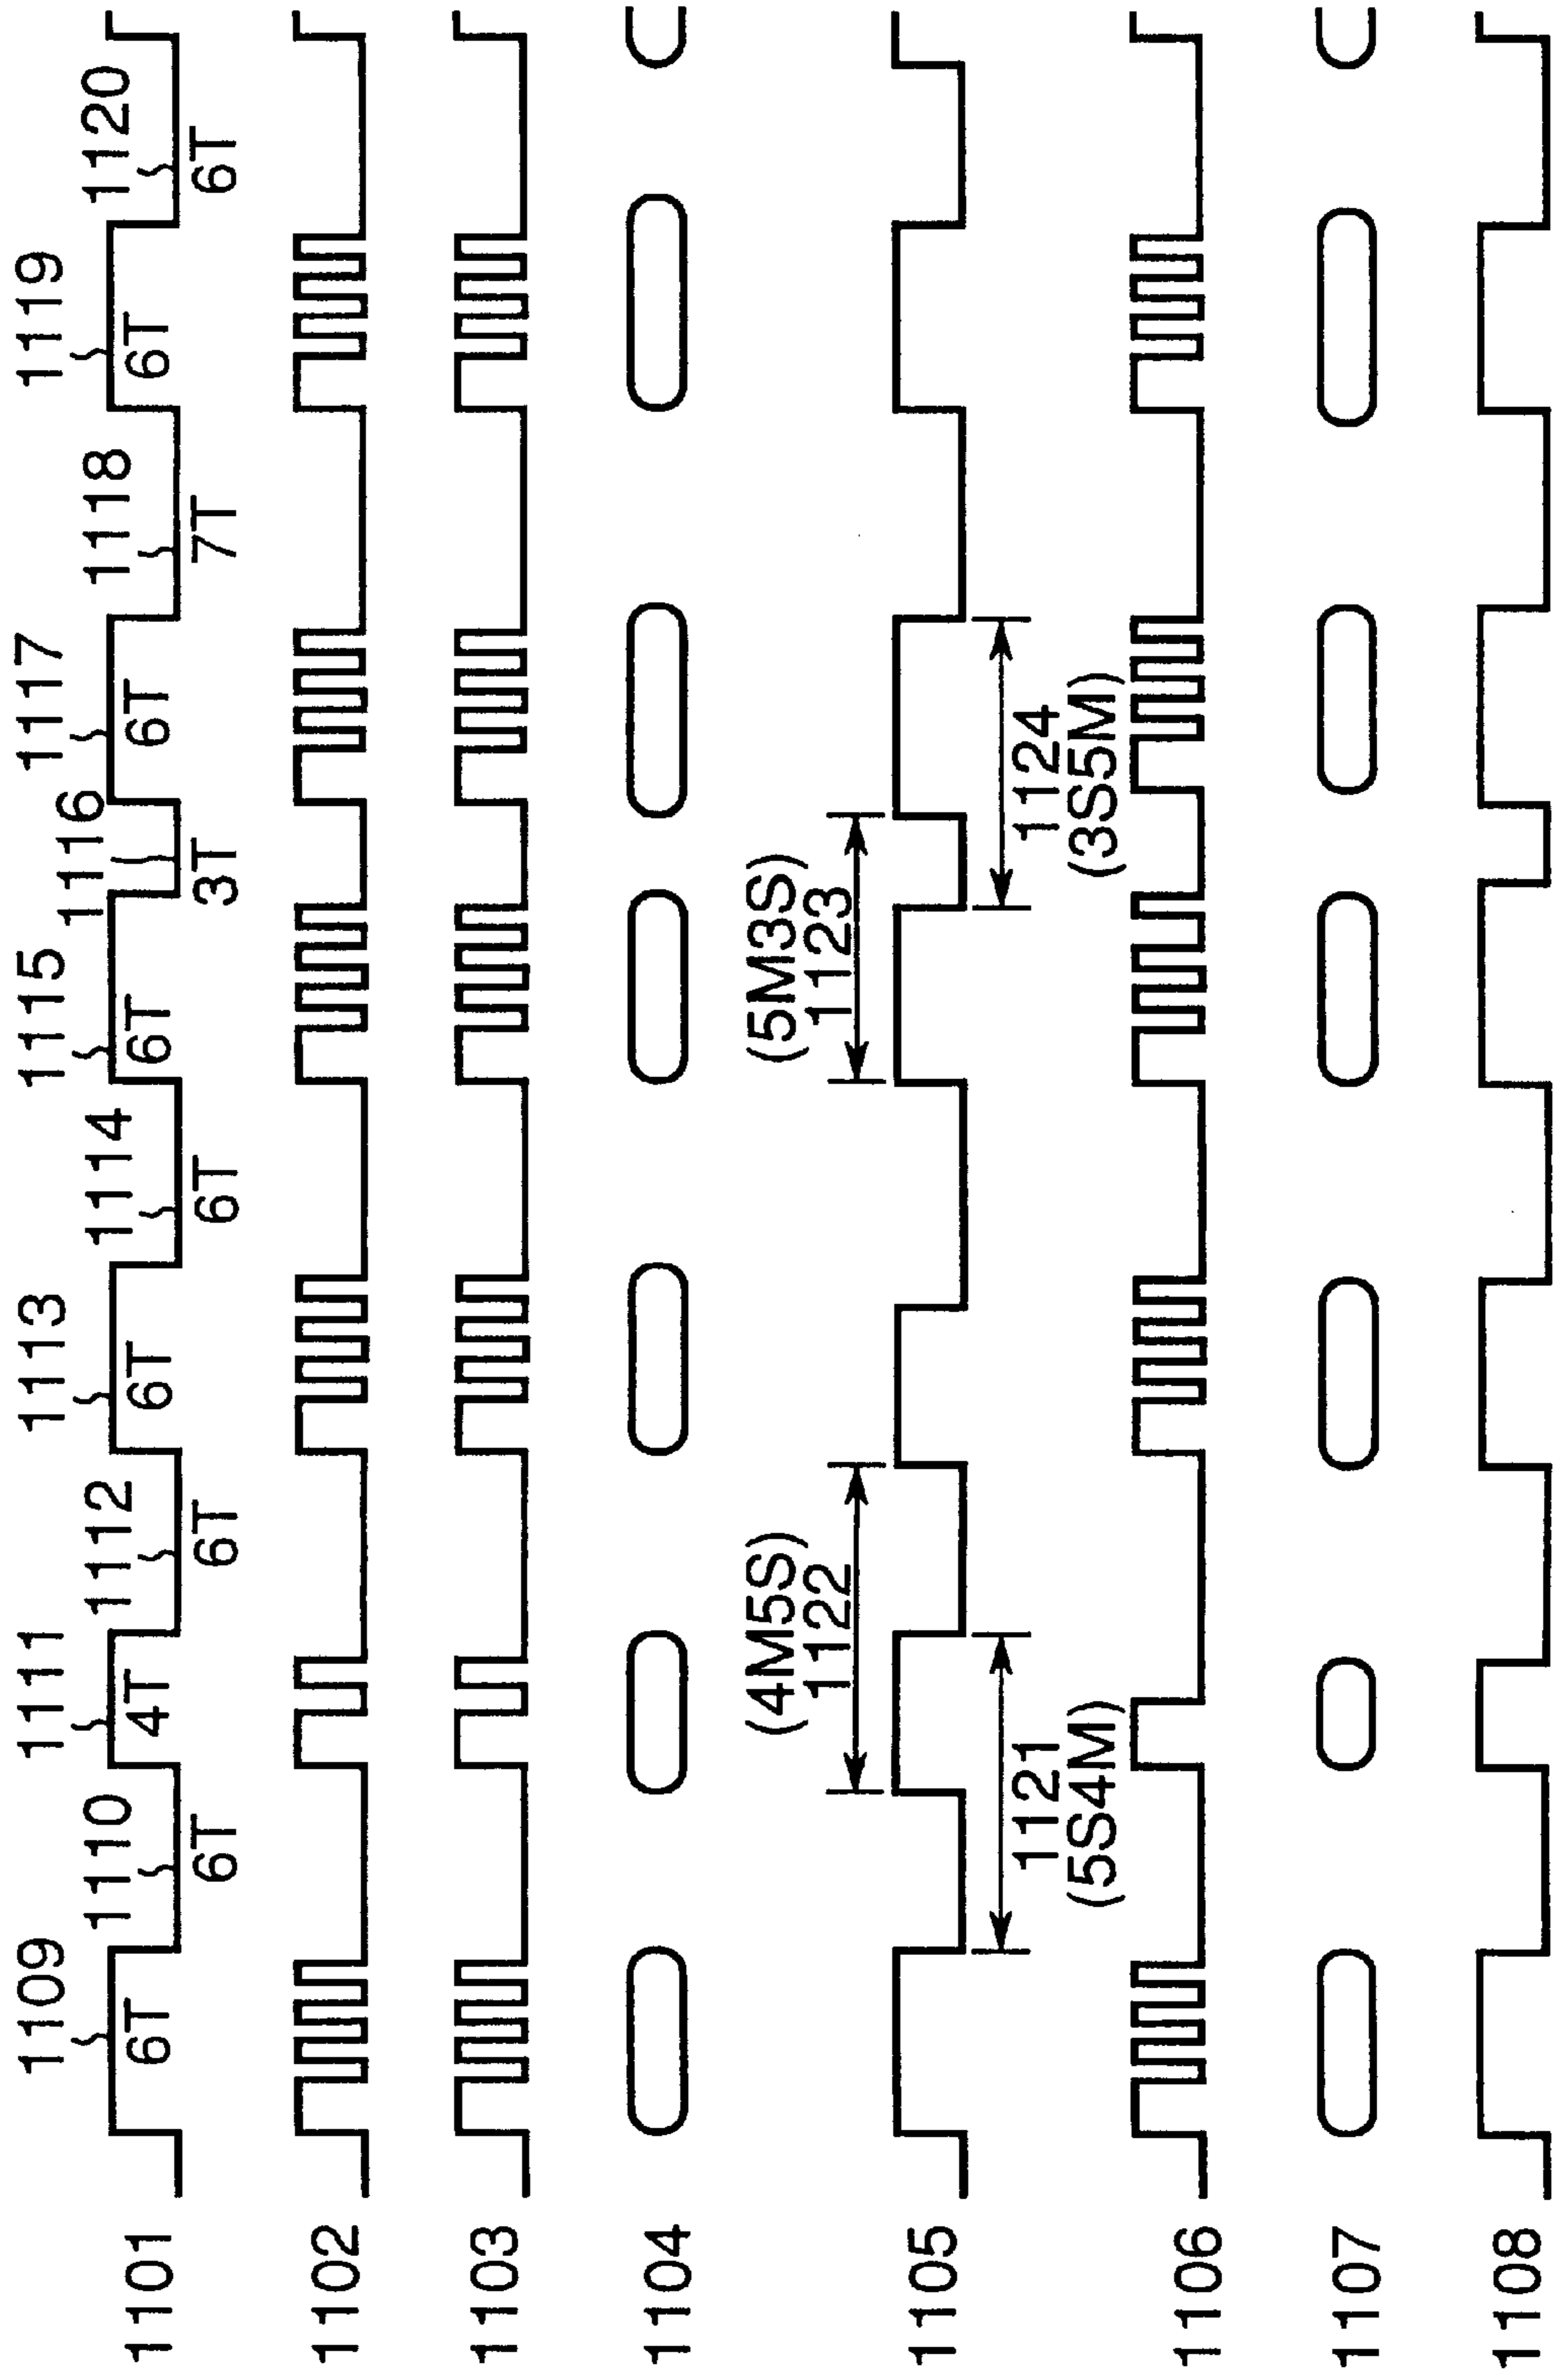 1109 1111 1113 1115 1117 1119
1110 1112 1114 1116 1118 1120
1101 6T 4T 6T 6T 6T 6T
6T 6T 6T 3T 7T 6T
1102
1103
1104
(4M5S) (5M3S)
1122 1123
1105
1121 1124
(5S4M) (3S5M)
1106
1107
1108